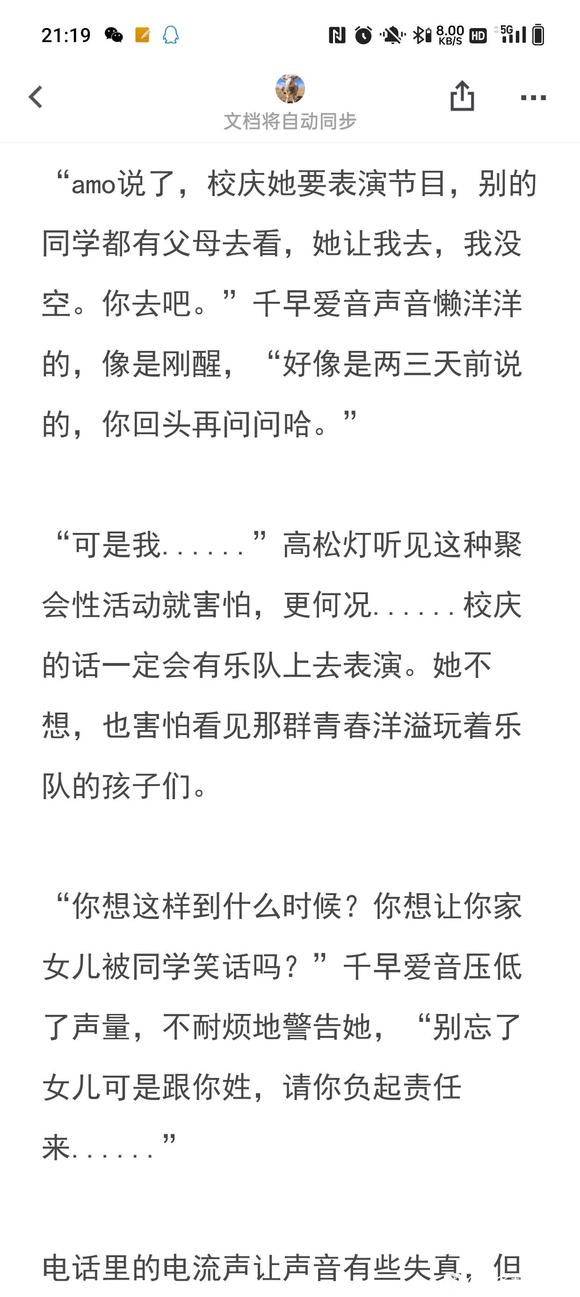 21:19
8.00
KB/S
HD
5G
文档将自动同步
“amo说了，校庆她要表演节目，别的
同学都有父母去看，她让我去，我没
空。你去吧。”千早爱音声音懒洋洋
的，像是刚醒，“好像是两三天前说
的，你回头再问问哈。”
“可是我......”高松灯听见这种聚
会性活动就害怕，更何况......校庆
的话一定会有乐队上去表演。她不
想，也害怕看见那群青春洋溢玩着乐
队的孩子们。
“你想这样到什么时候？你想让你家
女儿被同学笑话吗？”千早爱音压低
了声量，不耐烦地警告她，“别忘了
女儿可是跟你姓，请你负起责任
来......”
电话里的电流声让声音有些失真，但